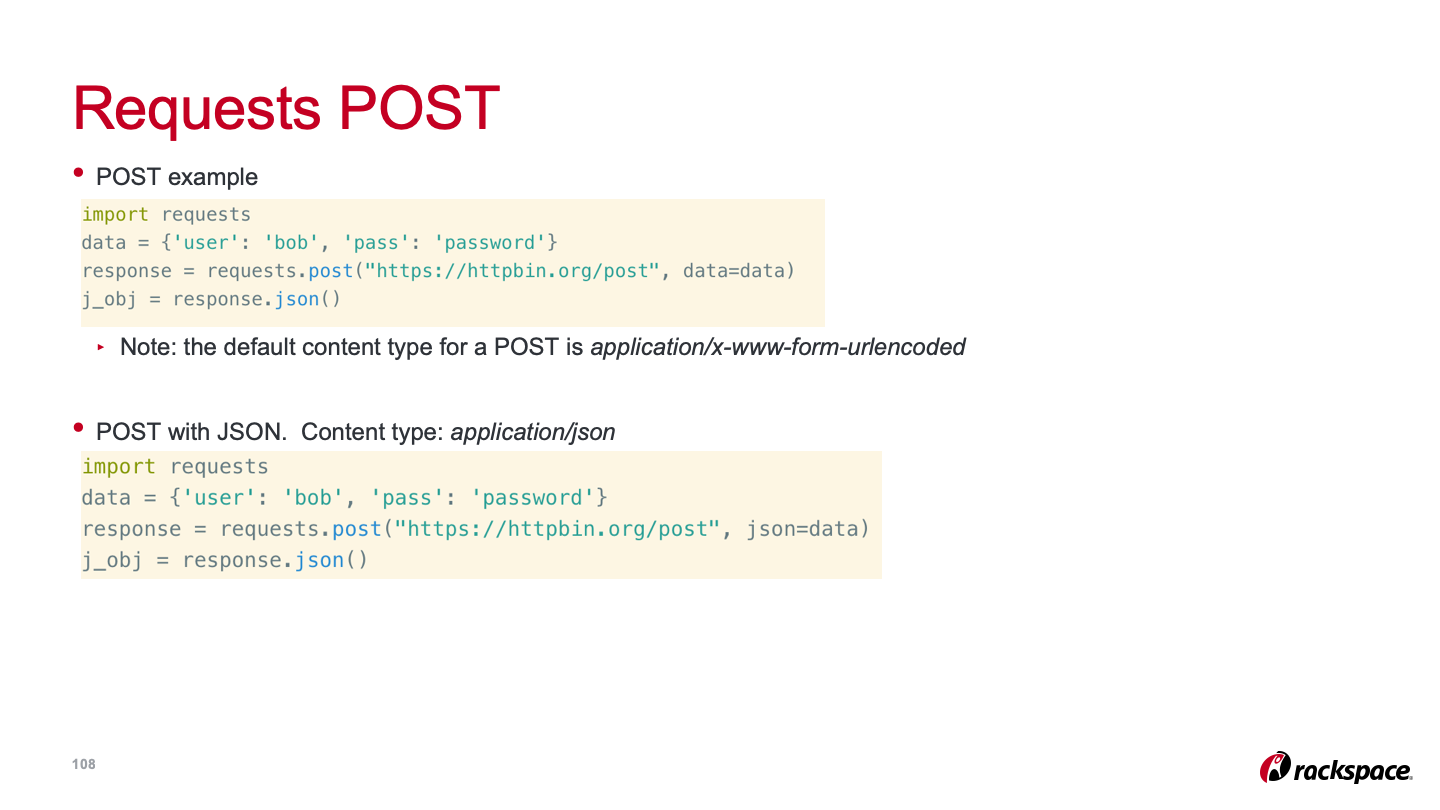 Requests POST
• POST example
import requests
data = {'user': 'bob', 'pass': 'password'}
response = requests.post("https://httpbin.org/post", data=data)
j_obj = response.json()
‣ Note: the default content type for a POST is application/x-www-form-urlencoded
• POST with JSON.  Content type: application/json
import requests
data = {'user': 'bob', 'pass': 'password'}
response = requests.post("https://httpbin.org/post", json=data)
j_obj = response.json()
108
rackspace.